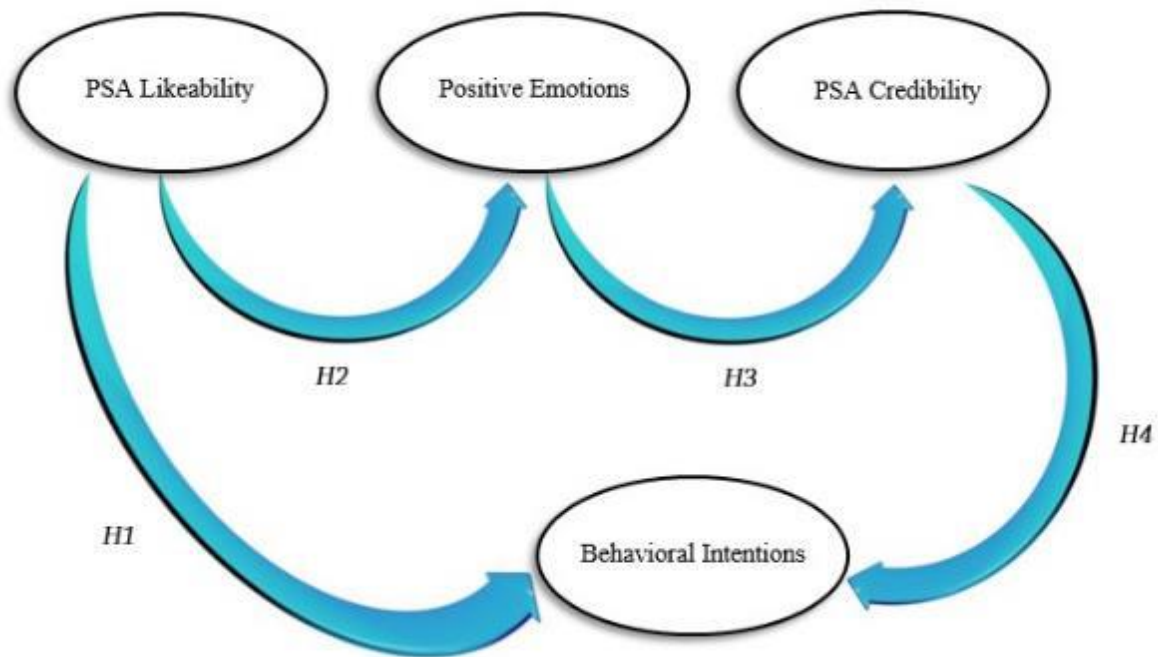 PSA Likeability
Positive Emotions
PSA Credibility
H2
H3
H4
H1
Behavioral Intentions